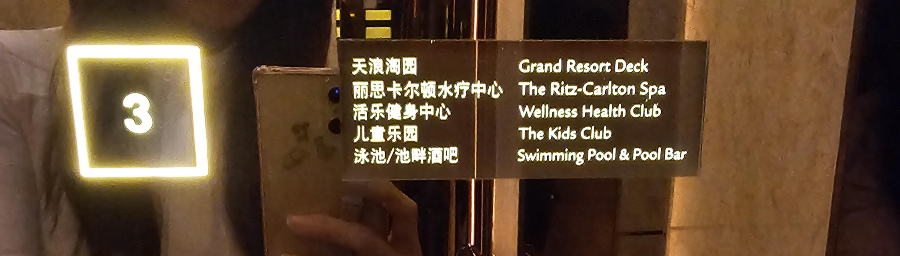 3
天浪淘园 Grand Resort Deck
丽思卡尔顿水疗中心 The Ritz-Carlton Spa
活乐健身中心 Wellness Health Club
儿童乐园 The Kids Club
泳池/池畔酒吧 Swimming Pool & Pool Bar